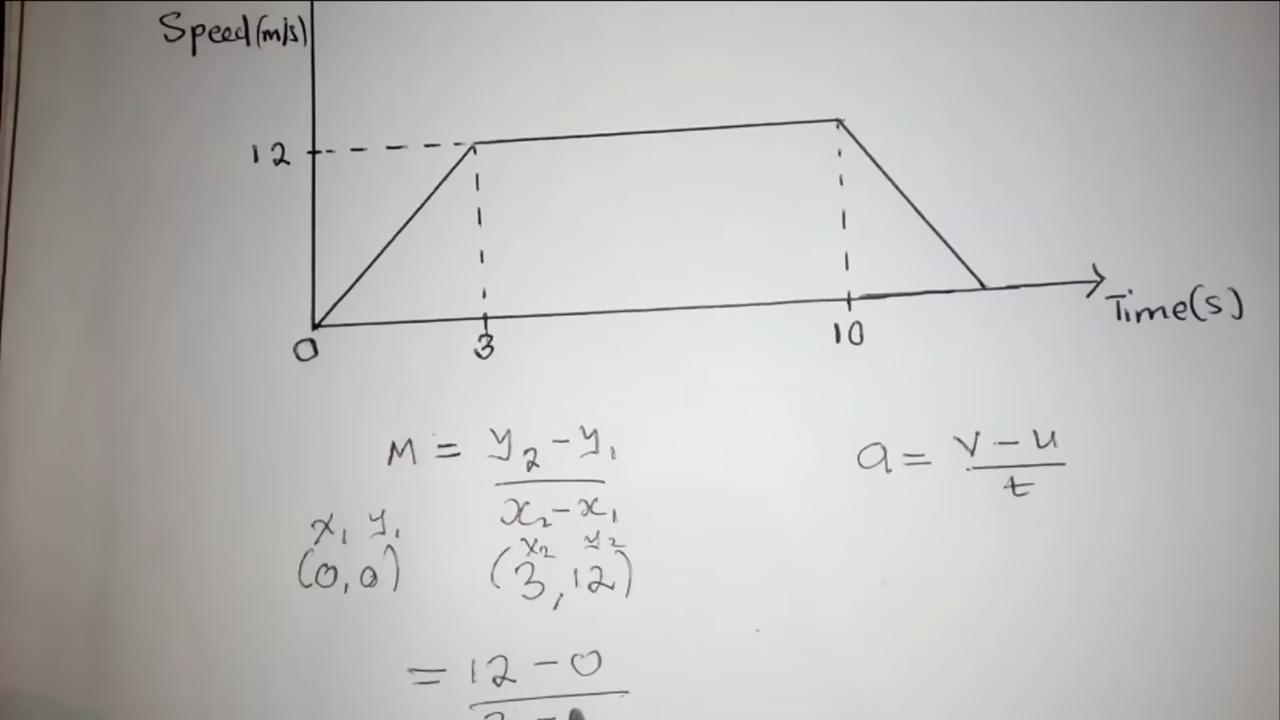 Speed(m/s)
12
0 3 10 Time(s)
M = y₂ - y₁ / x₂ - x₁
a = v - u / t
x₁ y₁ x₂ y₂
(0,0) (3,12)
= 12 - 0